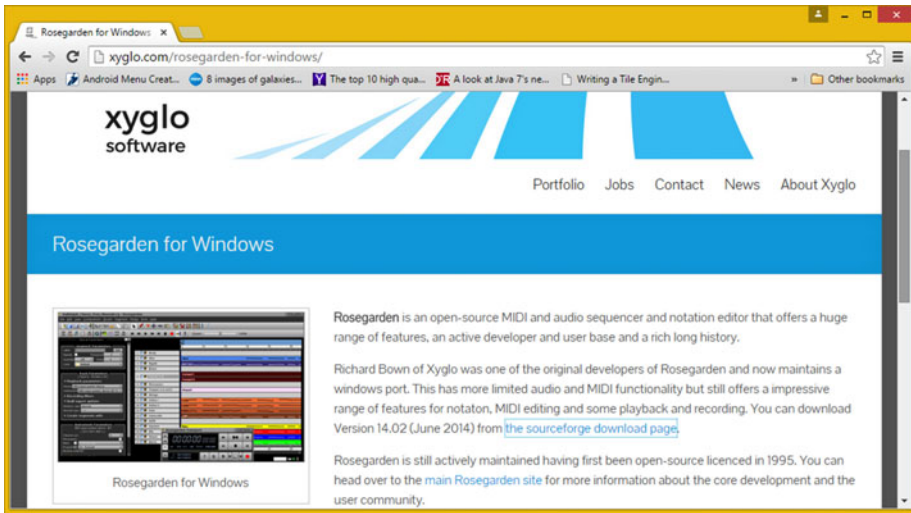 Rosegarden for Windows
xyglo.com/rosegarden-for-windows/
Apps Android Menu Creat... 8 images of galaxies... The top 10 high qua... A look at Java 7's ne... Writing a Tile Engin... » Other bookmarks
xyglo
software
Portfolio Jobs Contact News About Xyglo
Rosegarden for Windows
Rosegarden is an open-source MIDI and audio sequencer and notation editor that offers a huge
range of features, an active developer and user base and a rich long history.
Richard Bown of Xyglo was one of the original developers of Rosegarden and now maintains a
windows port. This has more limited audio and MIDI functionality but still offers a impressive
range of features for notaton, MIDI editing and some playback and recording. You can download
Version 14.02 (June 2014) from the sourceforge download page.
Rosegarden is still actively maintained having first been open-source licenced in 1995. You can
head over to the main Rosegarden site for more information about the core development and the
user community.
Rosegarden for Windows